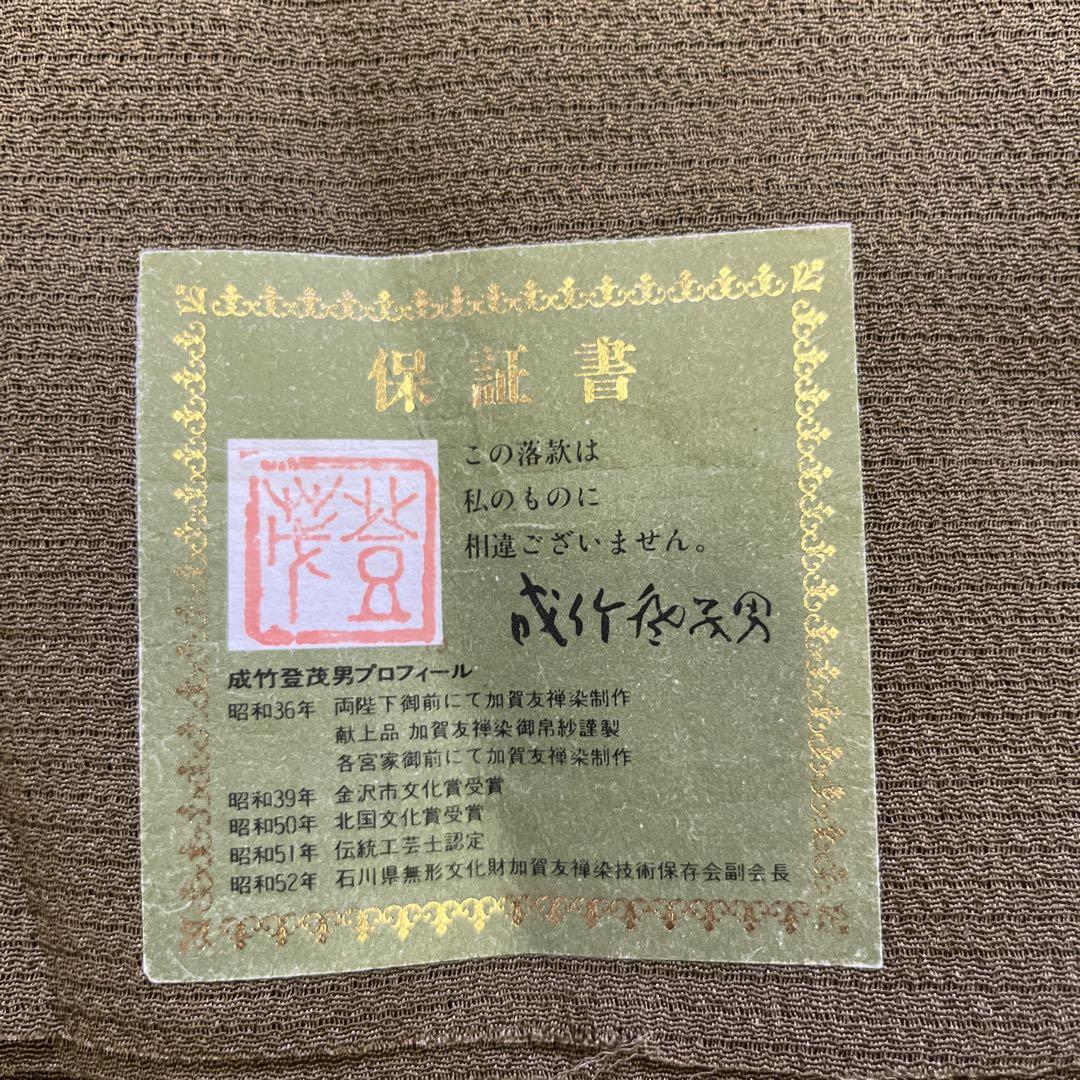 保証書
この落款は
私のものに
相違ございません。
登茂
成竹登茂男
成竹登茂男プロフィール
昭和36年 両陛下御前にて加賀友禅染制作
献上品 加賀友禅染御帛紗謹製
各宮家御前にて加賀友禅染制作
昭和39年 金沢市文化賞受賞
昭和50年 北国文化賞受賞
昭和51年 伝統工芸士認定
昭和52年 石川県無形文化財加賀友禅染技術保存会副会長